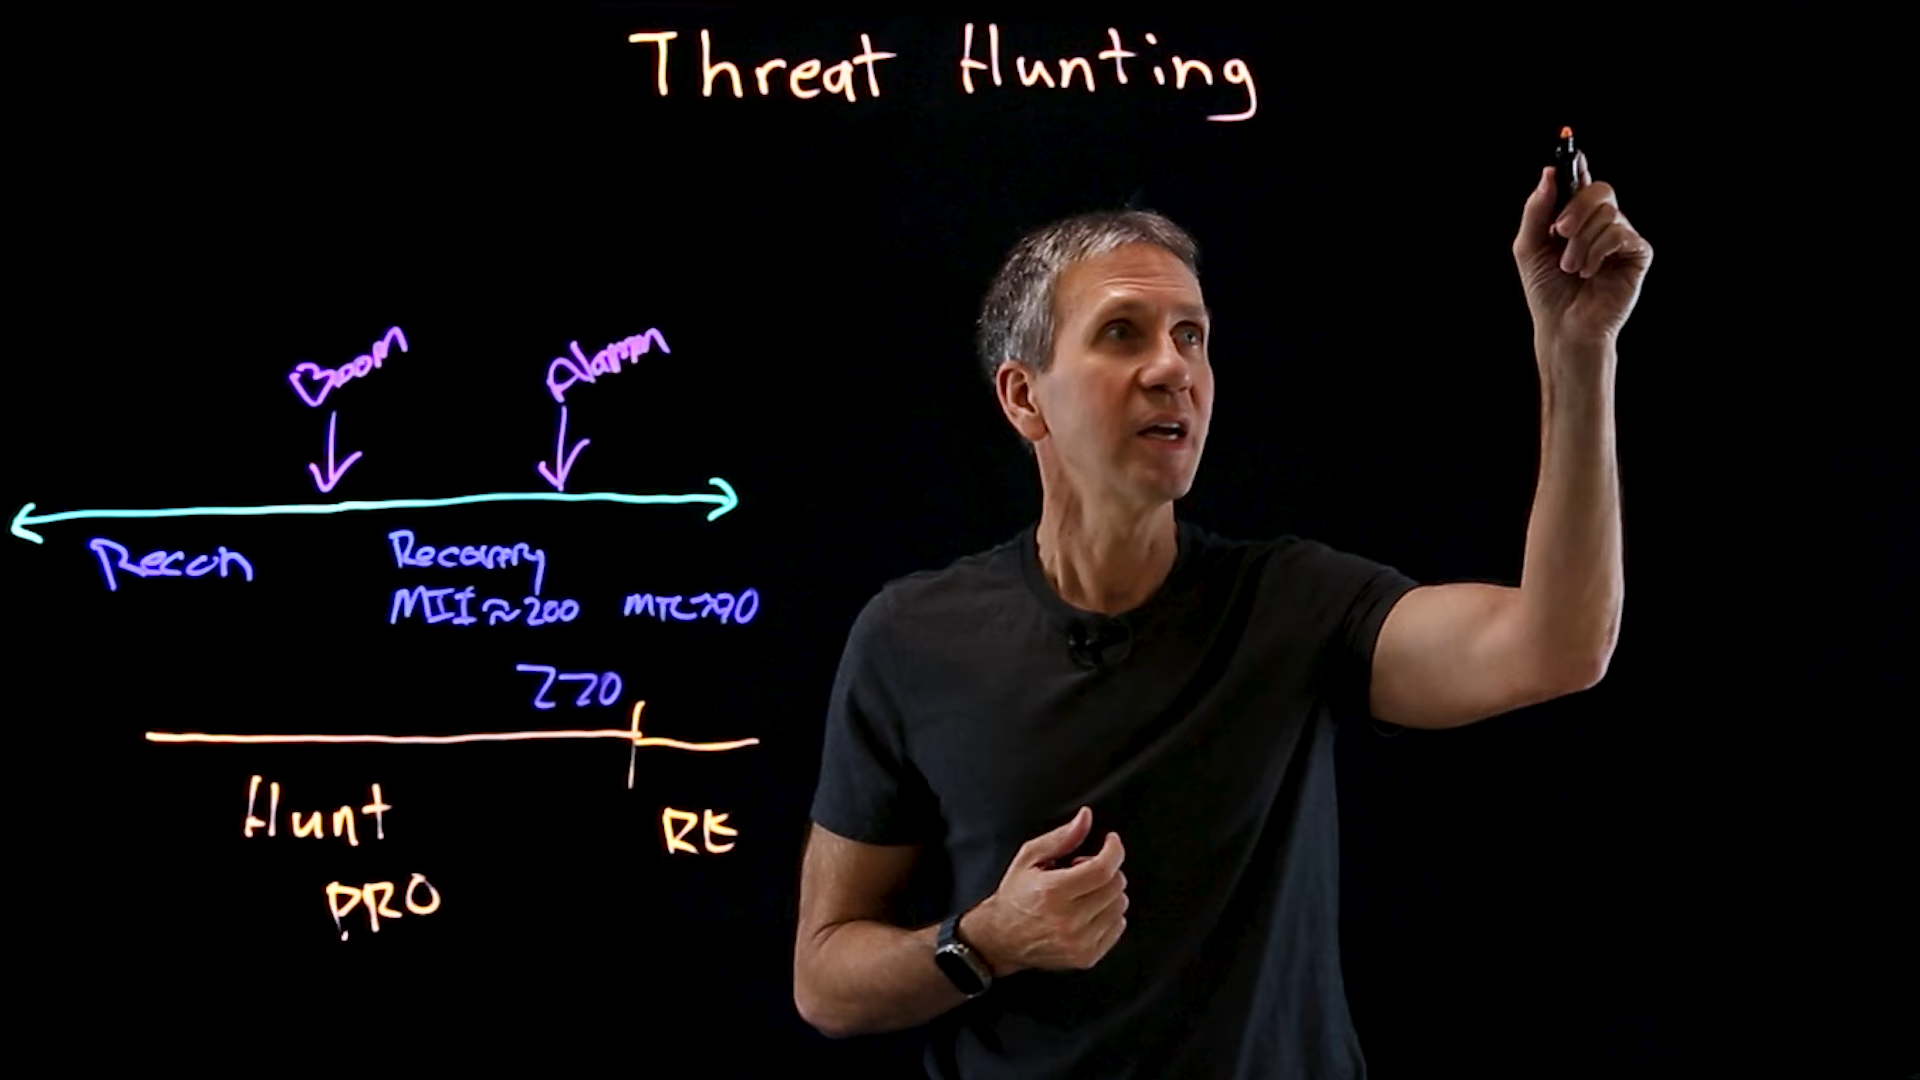 Threat Hunting
Boom
Alarm
Recon
Recovery
MTI≈200
MTC>70
270
Hunt
RE
PRO